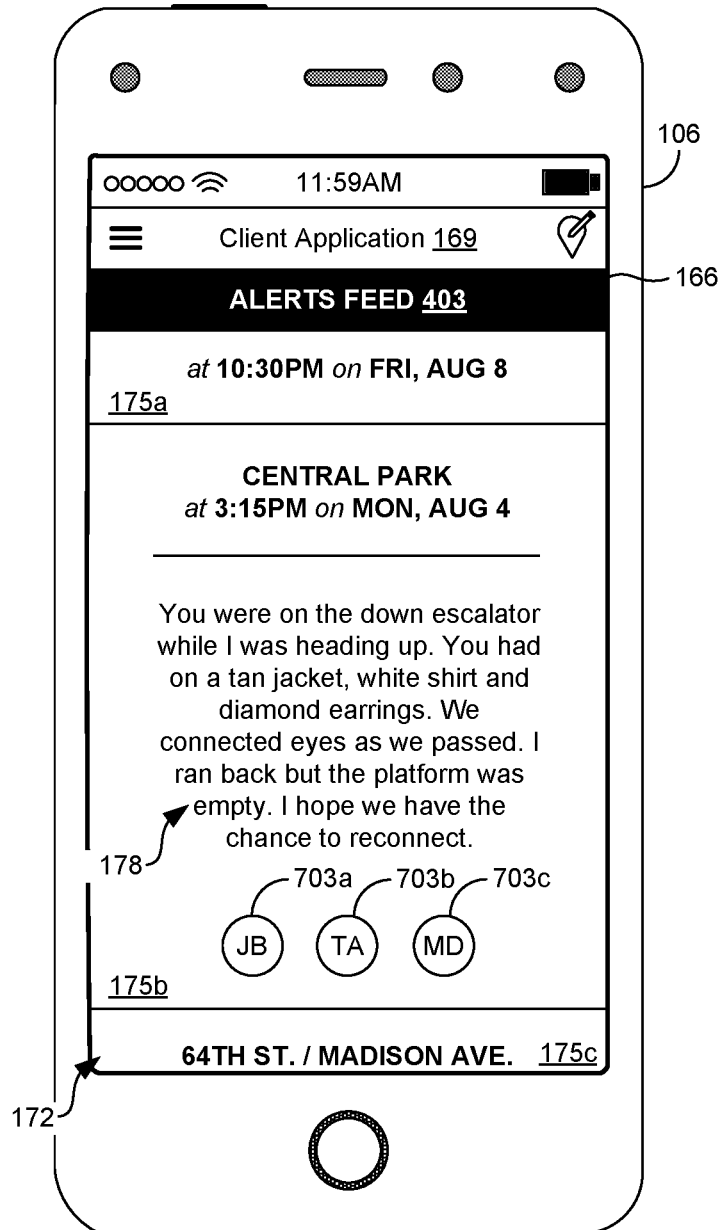 106
11:59AM
Client Application 169
166
ALERTS FEED 403
at 10:30PM on FRI, AUG 8
175a
CENTRAL PARK
at 3:15PM on MON, AUG 4
You were on the down escalator
while I was heading up. You had
on a tan jacket, white shirt and
diamond earrings. We
connected eyes as we passed. I
ran back but the platform was
empty. I hope we have the
chance to reconnect.
178
703a 703b 703c
JB TA MD
175b
64TH ST. / MADISON AVE. 175c
172